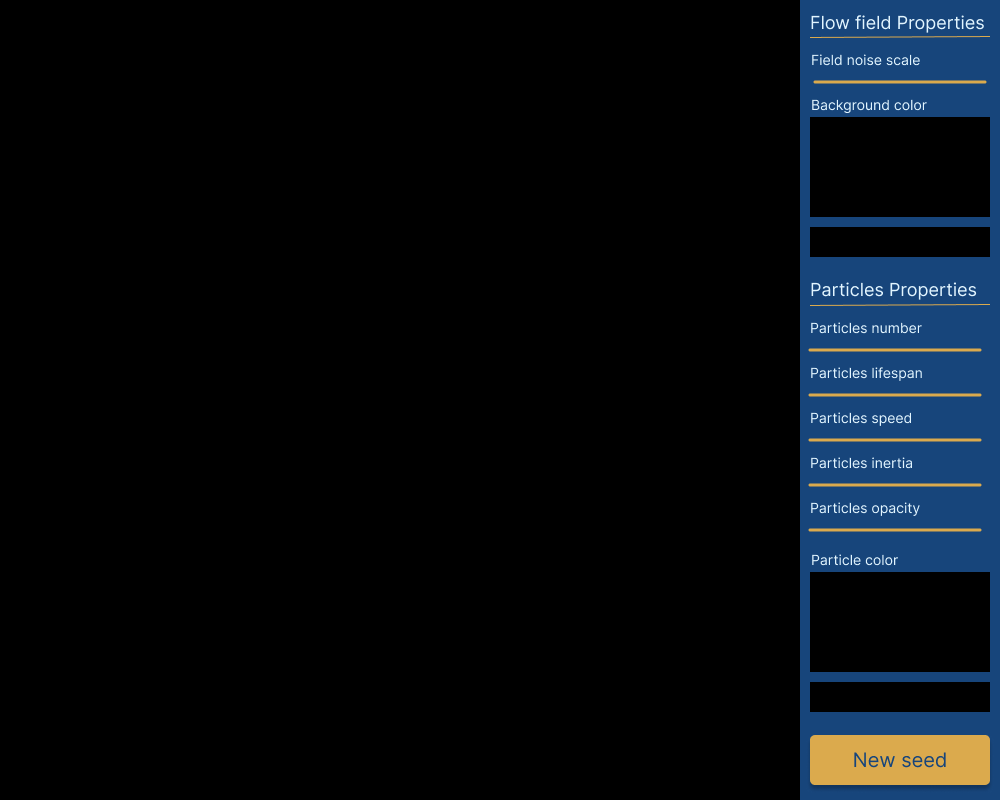 Flow field Properties
Field noise scale
Background color
Particles Properties
Particles number
Particles lifespan
Particles speed
Particles inertia
Particles opacity
Particle color
New seed